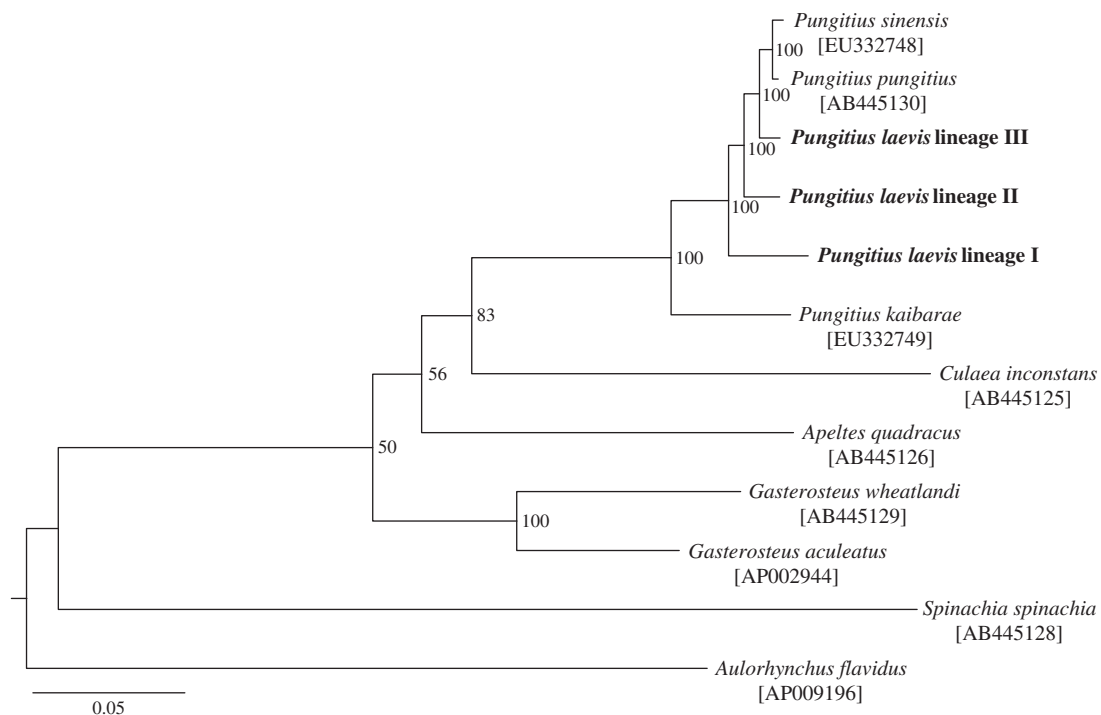 Pungitius sinensis
100 [EU332748]
Pungitius pungitius
100 [AB445130]
Pungitius laevis lineage III
100
Pungitius laevis lineage II
100
Pungitius laevis lineage I
100
Pungitius kaibarae
83
[EU332749]
Culaea inconstans
56
[AB445125]
Apeltes quadracus
50
[AB445126]
Gasterosteus wheatlandi
[AB445129]
100
Gasterosteus aculeatus
[AP002944]
Spinachia spinachia
[AB445128]
Aulorhynchus flavidus
[AP009196]
0.05